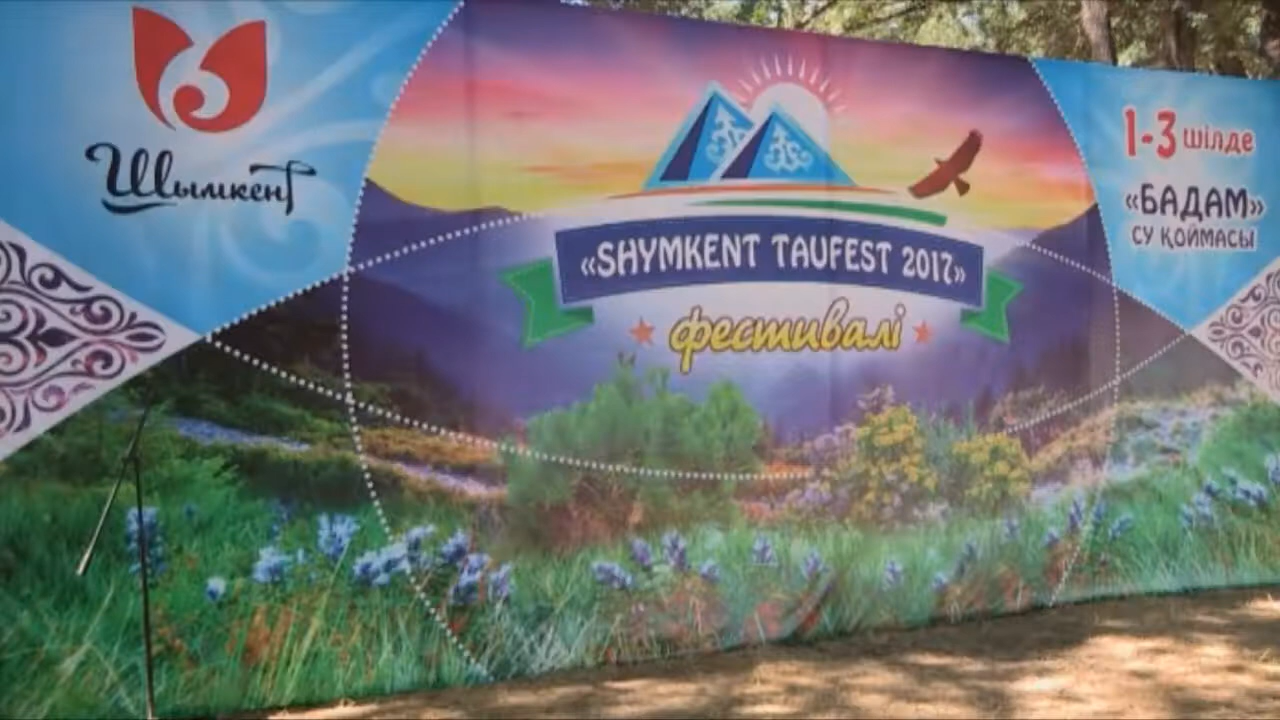 Шымкент
«SHYMKENT TAUFEST 2017»
фестивалі
1-3 шілде
«БАДАМ»
СУ ҚОЙМАСЫ